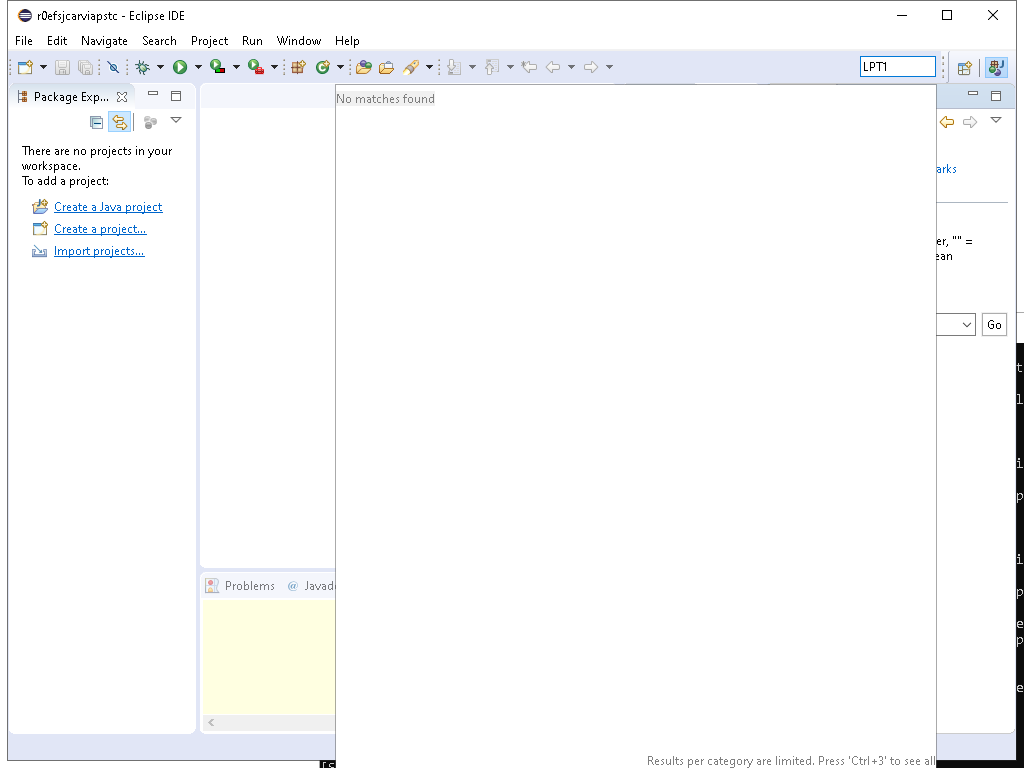 r0efsjcarviapstc - Eclipse IDE
File Edit Navigate Search Project Run Window Help
LPT1
Package Exp...
No matches found
There are no projects in your
workspace.
To add a project:
arks
Create a Java project
Create a project...
er, "" =
Import projects...
ean
Go
t
l
i
p
i
Problems @ Javad
p
e
p
e
Results per category are limited. Press 'Ctrl+3' to see all
[S